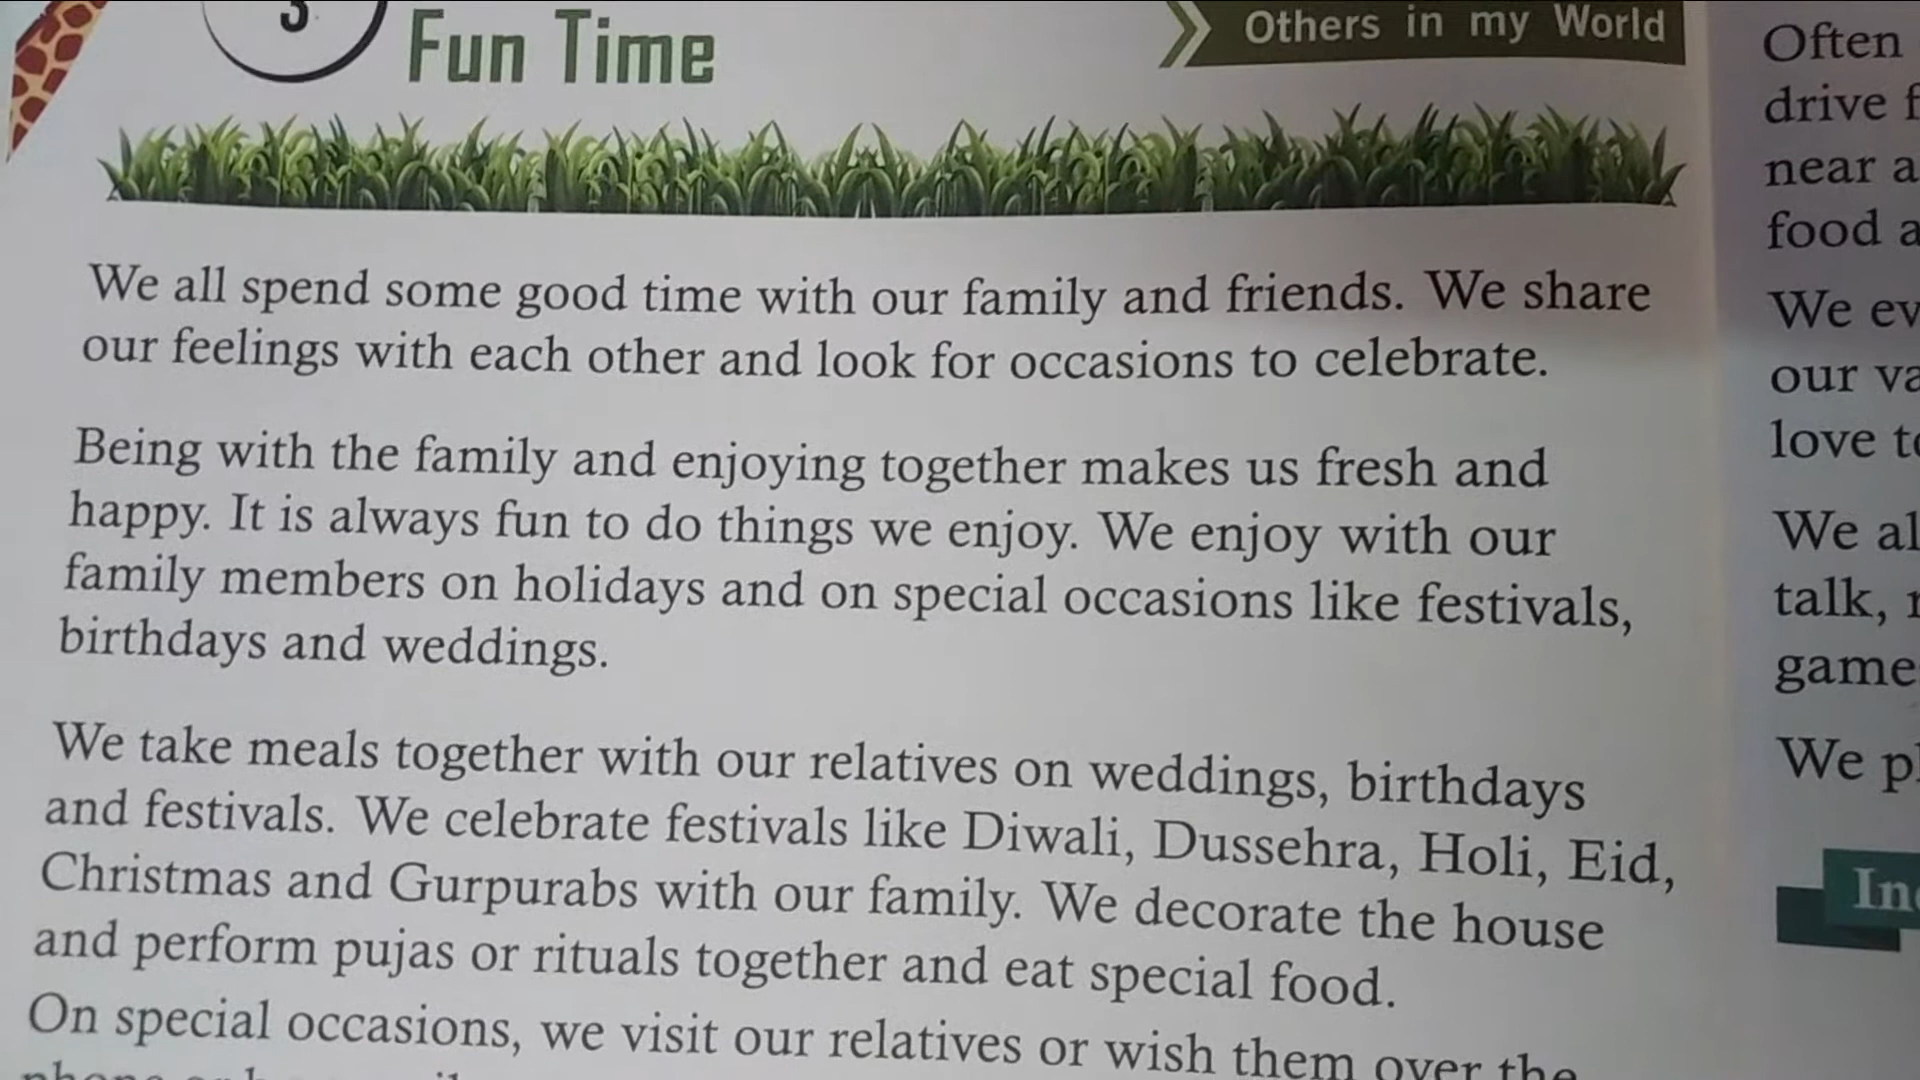 3
Fun Time
Others in my World
We all spend some good time with our family and friends. We share
our feelings with each other and look for occasions to celebrate.
Being with the family and enjoying together makes us fresh and
happy. It is always fun to do things we enjoy. We enjoy with our
family members on holidays and on special occasions like festivals,
birthdays and weddings.
We take meals together with our relatives on weddings, birthdays
and festivals. We celebrate festivals like Diwali, Dussehra, Holi, Eid,
Christmas and Gurpurabs with our family. We decorate the house
and perform pujas or rituals together and eat special food.
On special occasions, we visit our relatives or wish them over the
Often
drive
near a
food a
We
our
love
We
talk,
We